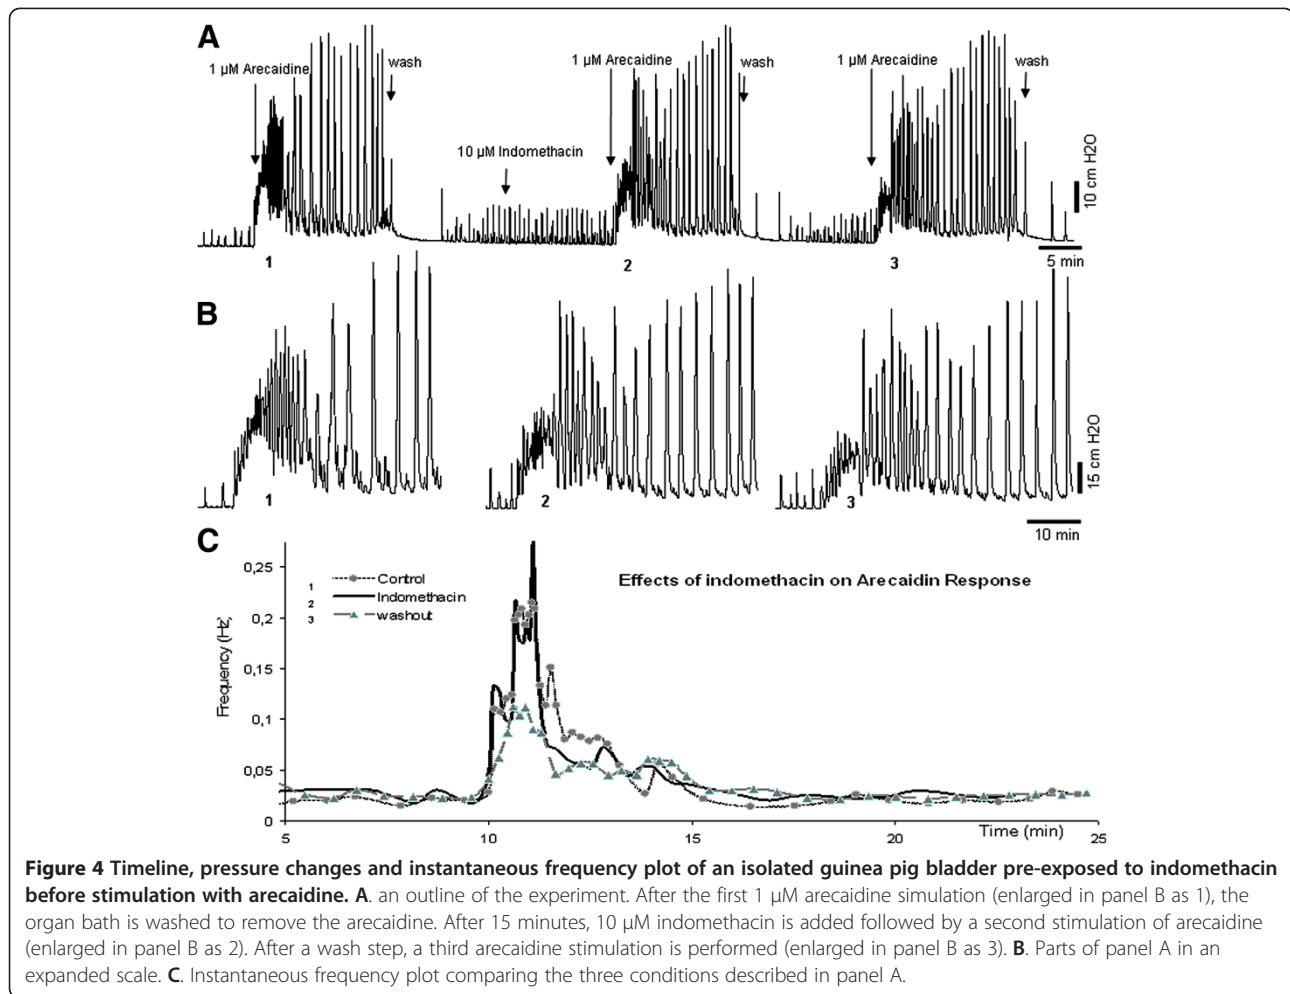 A
1 µM Arecaidine
wash
1 µM Arecaidine
wash
1 µM Arecaidine
wash
10 µM Indomethacin
10 cm H2O
1
2
3
5 min
B
15 cm H2O
1
2
3
10 min
C
Effects of indomethacin on Arecaidin Response
1 Control
2 Indomethacin
3 washout
Frequency (Hz)
0,25
0,2
0,15
0,1
0,05
0
5
10
15
20
25
Time (min)
Figure 4 Timeline, pressure changes and instantaneous frequency plot of an isolated guinea pig bladder pre-exposed to indomethacin
before stimulation with arecaidine. A. an outline of the experiment. After the first 1 µM arecaidine simulation (enlarged in panel B as 1), the
organ bath is washed to remove the arecaidine. After 15 minutes, 10 µM indomethacin is added followed by a second stimulation of arecaidine
(enlarged in panel B as 2). After a wash step, a third arecaidine stimulation is performed (enlarged in panel B as 3). B. Parts of panel A in an
expanded scale. C. Instantaneous frequency plot comparing the three conditions described in panel A.